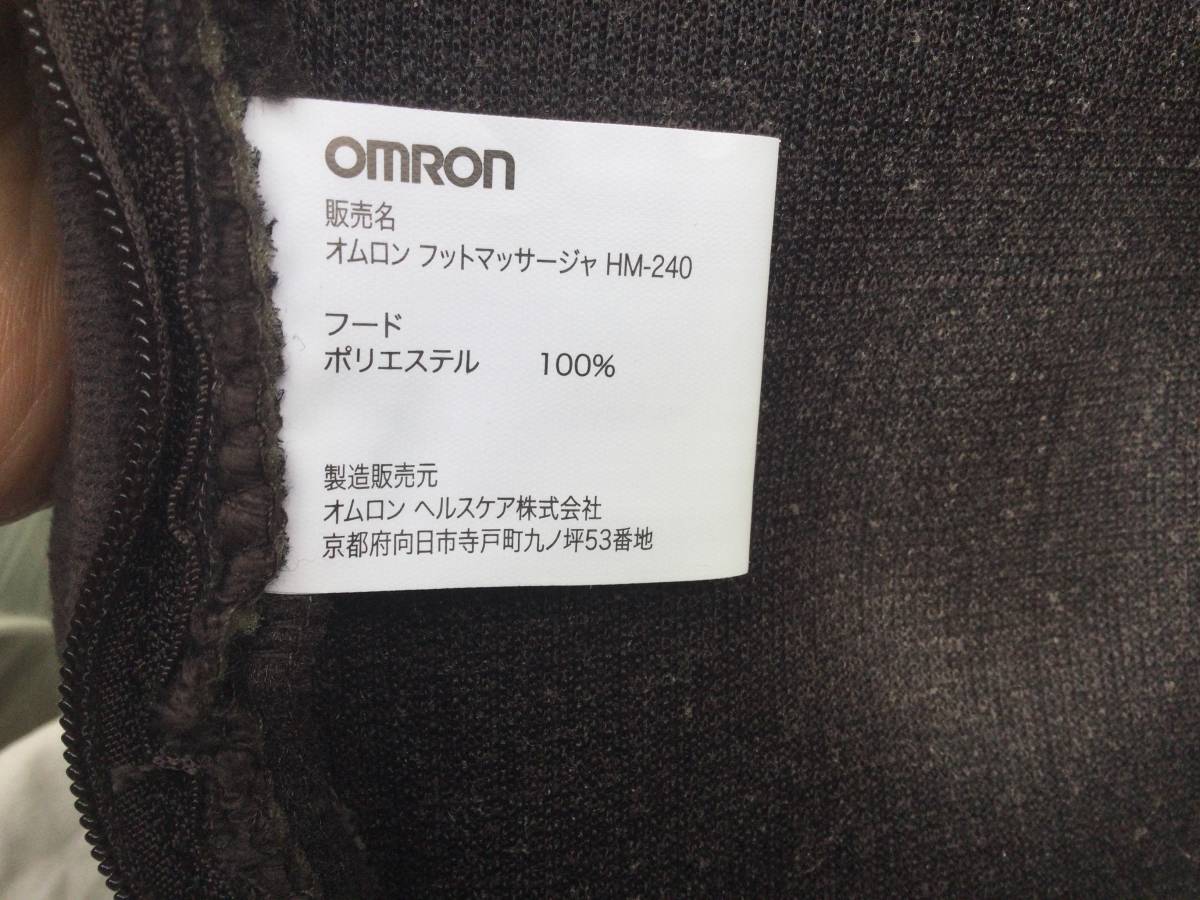 OMRON
販売名
オムロン フットマッサージャ HM-240
フード
ポリエステル 100%
製造販売元
オムロン ヘルスケア株式会社
京都府向日市寺戸町九ノ坪53番地